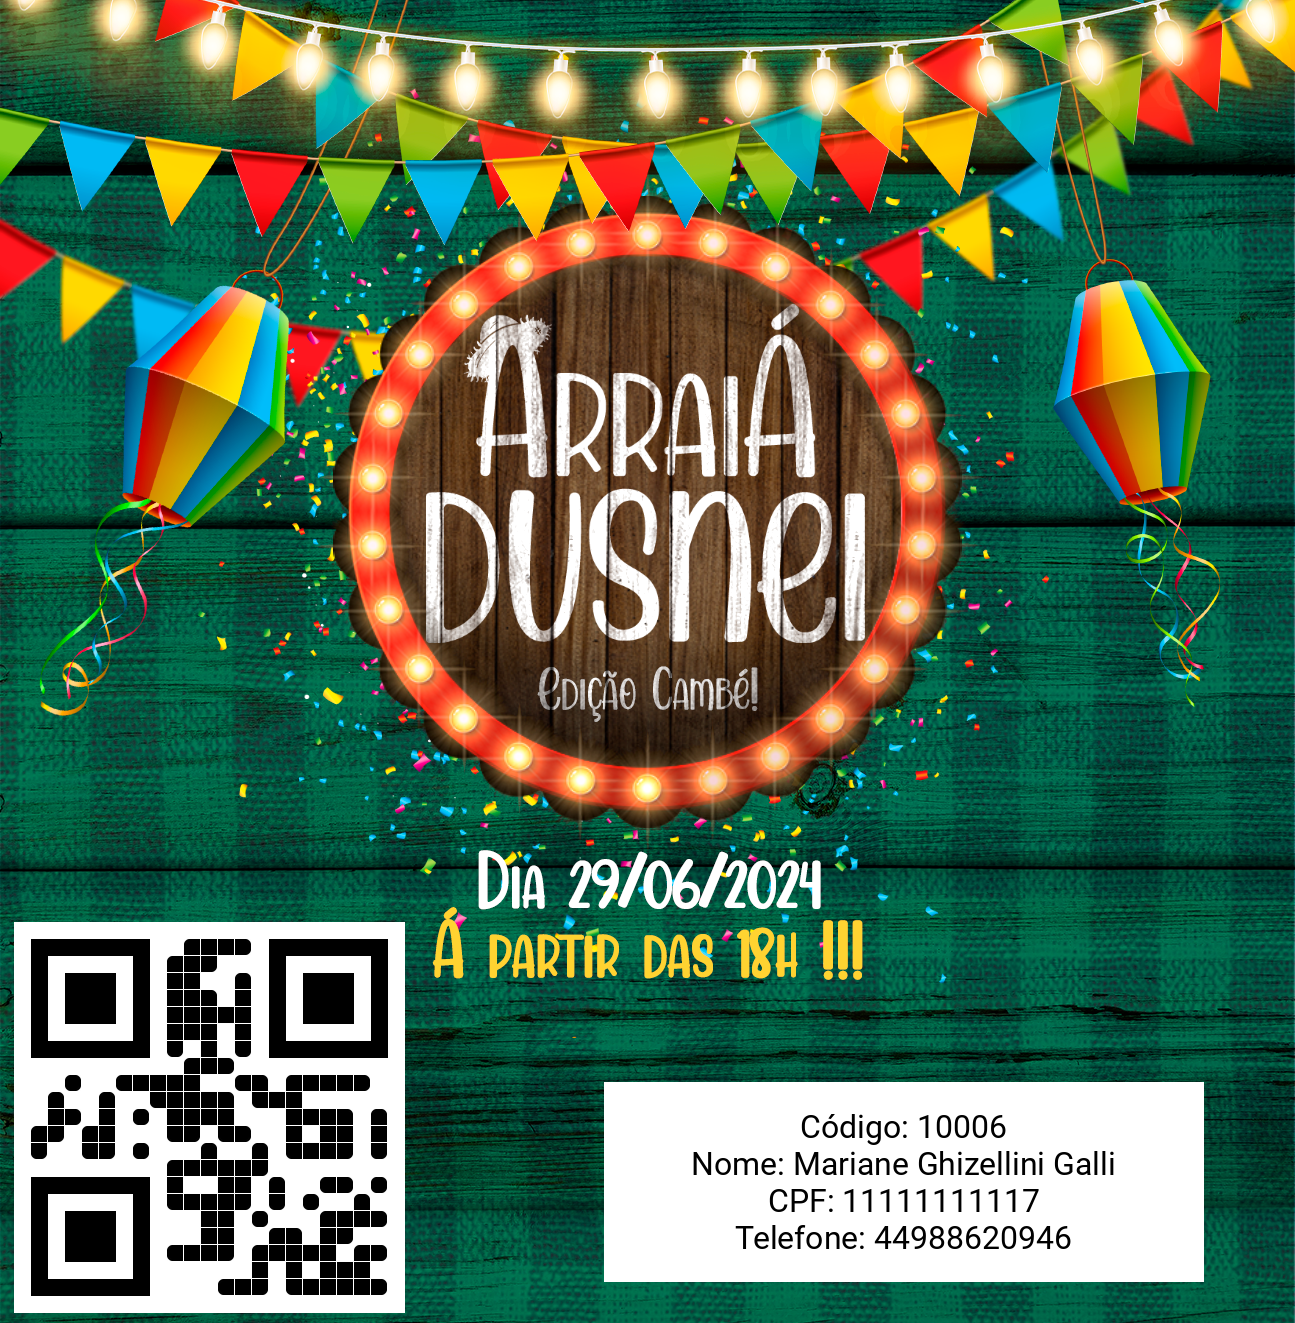 Arraiá
Dusnei
Edição Cambé!
Dia 29/06/2024
Á partir das 18h !!!
Código: 10006
Nome: Mariane Ghizellini Galli
CPF: 11111111117
Telefone: 44988620946